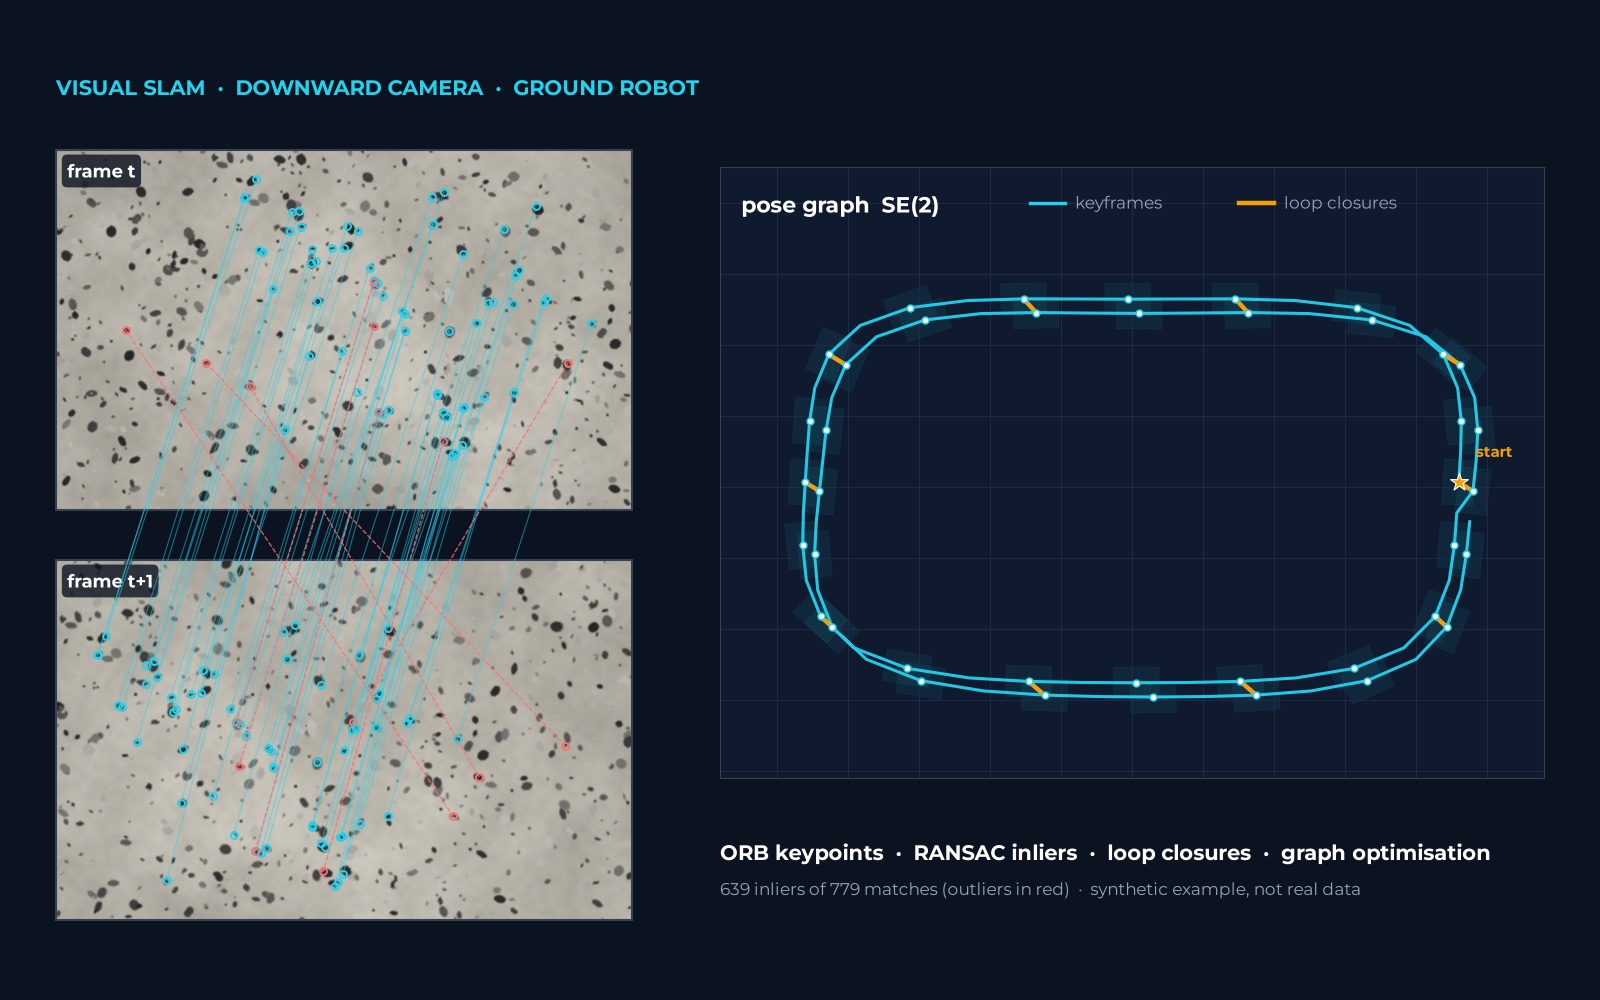 VISUAL SLAM · DOWNWARD CAMERA · GROUND ROBOT
frame t
frame t+1
pose graph SE(2)
keyframes
loop closures
start
ORB keypoints · RANSAC inliers · loop closures · graph optimisation
639 inliers of 779 matches (outliers in red) · synthetic example, not real data